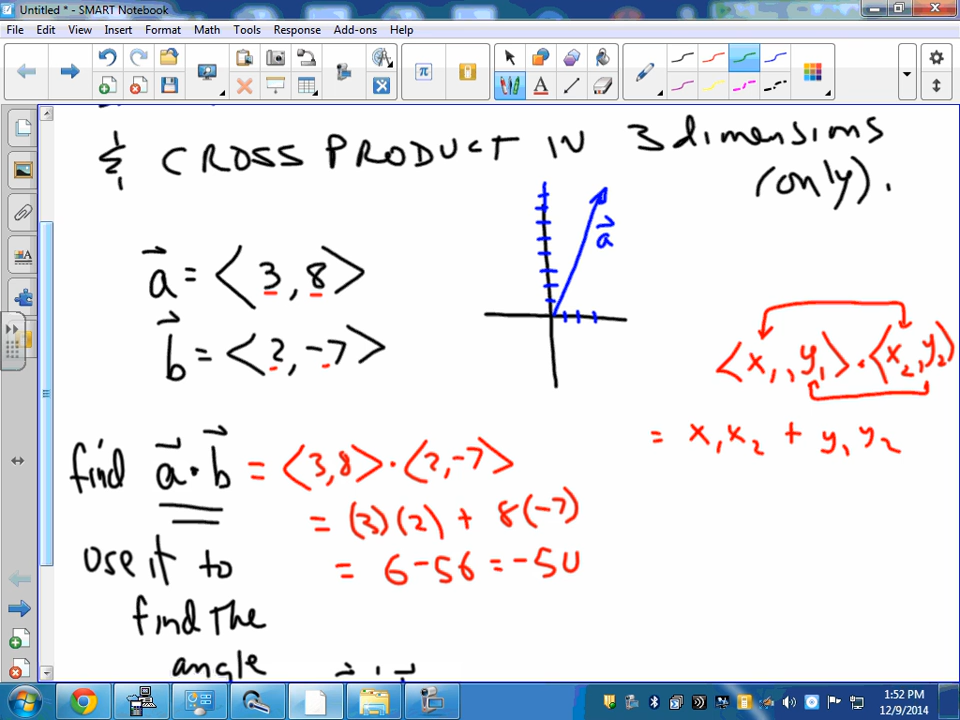 Untitled * - SMART Notebook
File Edit View Insert Format Math Tools Response Add-ons Help
& CROSS PRODUCT IN 3 dimensions
(only).
a = <3, 8>
a
b = <2, -7>
<x₁, y₁> · <x₂, y₂>
= x₁x₂ + y₁y₂
find a · b = <3,8> · <2,-7>
= (3)(2) + 8(-7)
= 6 - 56 = -50
use it to
find the
angle
1:52 PM
12/9/2014